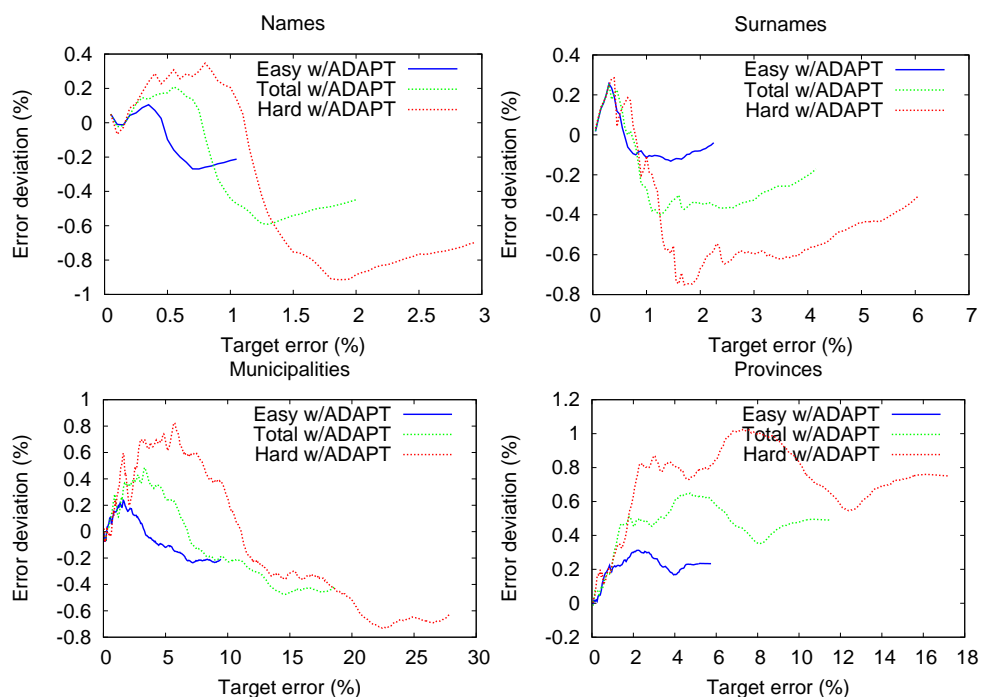 Names
Error deviation (%)
0.4
0.2
0
-0.2
-0.4
-0.6
-0.8
-1
Easy w/ADAPT
Total w/ADAPT
Hard w/ADAPT
0 0.5 1 1.5 2 2.5 3
Target error (%)
Surnames
Error deviation (%)
0.4
0.2
0
-0.2
-0.4
-0.6
-0.8
Easy w/ADAPT
Total w/ADAPT
Hard w/ADAPT
0 1 2 3 4 5 6 7
Target error (%)
Municipalities
Error deviation (%)
1
0.8
0.6
0.4
0.2
0
-0.2
-0.4
-0.6
-0.8
Easy w/ADAPT
Total w/ADAPT
Hard w/ADAPT
0 5 10 15 20 25 30
Target error (%)
Provinces
Error deviation (%)
1.2
1
0.8
0.6
0.4
0.2
0
-0.2
Easy w/ADAPT
Total w/ADAPT
Hard w/ADAPT
0 2 4 6 8 10 12 14 16 18
Target error (%)